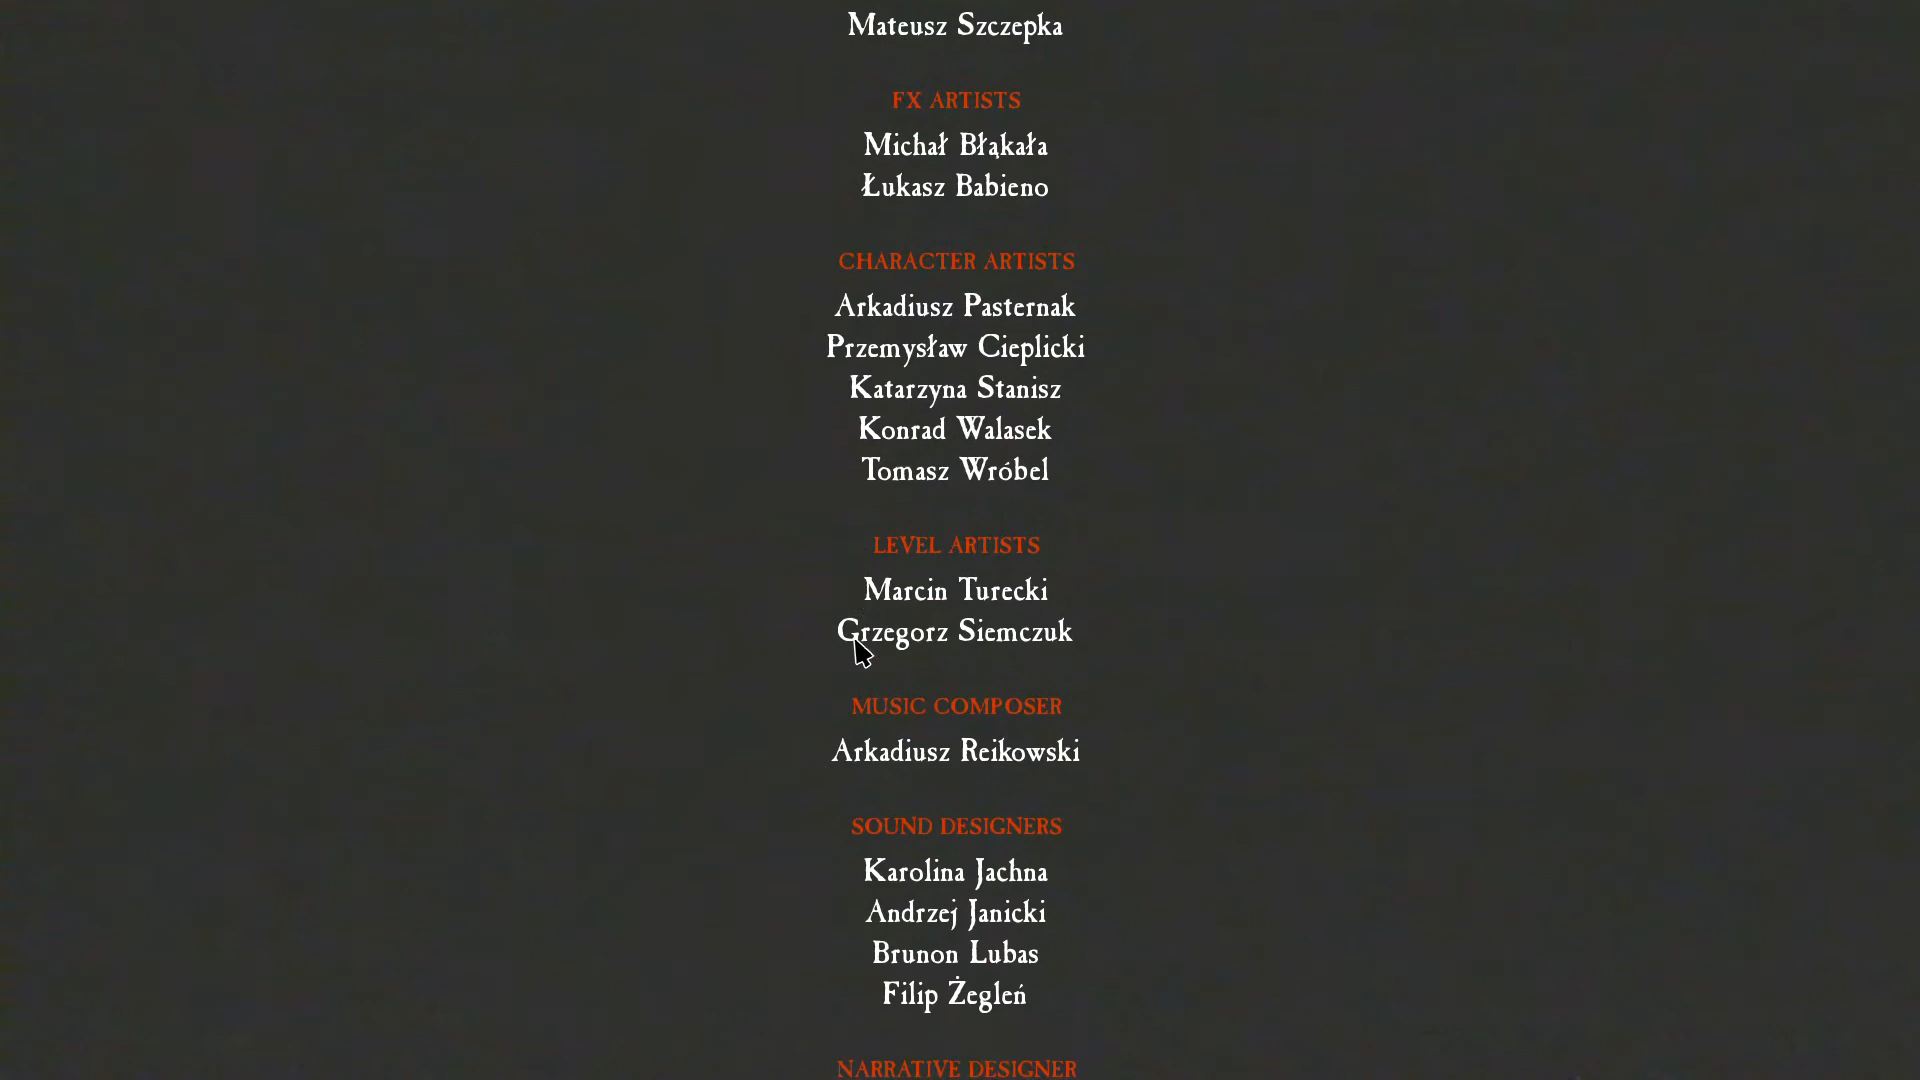 Mateusz Szczepka
FX ARTISTS
Michał Błąkała
Łukasz Babieno
CHARACTER ARTISTS
Arkadiusz Pasternak
Przemysław Cieplicki
Katarzyna Stanisz
Konrad Walasek
Tomasz Wróbel
LEVEL ARTISTS
Marcin Turecki
Grzegorz Siemczuk
MUSIC COMPOSER
Arkadiusz Reikowski
SOUND DESIGNERS
Karolina Jachna
Andrzej Janicki
Brunon Lubas
Filip Żegleń
NARRATIVE DESIGNER